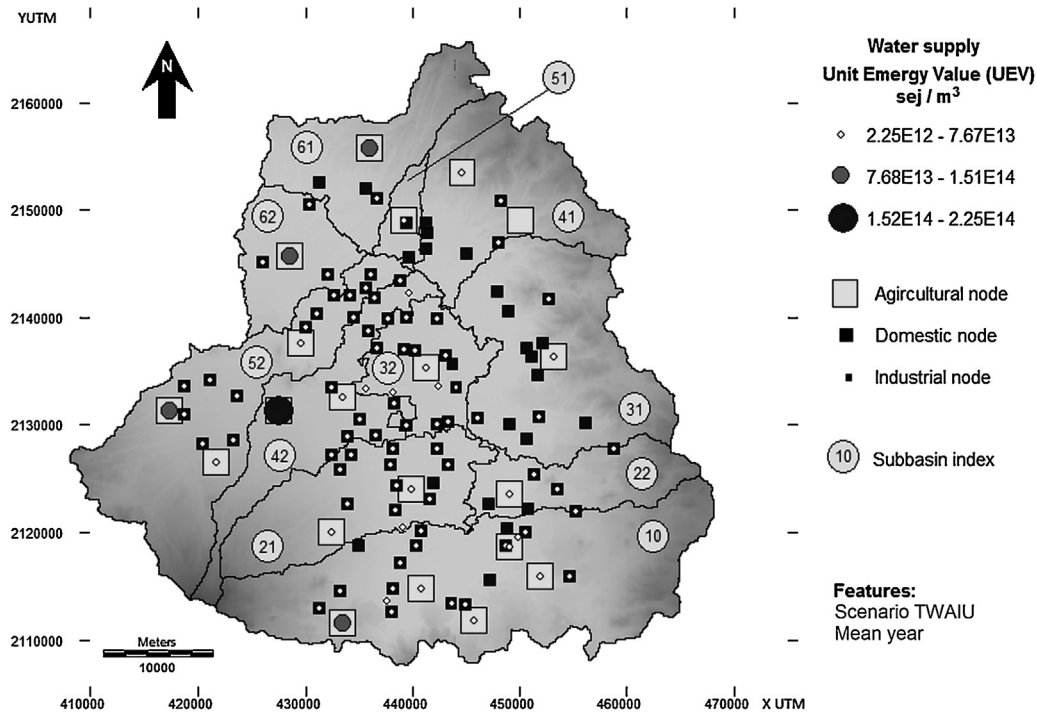 YUTM
N
2160000
2150000
2140000
2130000
2120000
2110000
51
61
62
41
52
32
31
42
22
21
10
Meters
10000
410000 420000 430000 440000 450000 460000 470000 X UTM
Water supply
Unit Emergy Value (UEV)
sej / m³
2.25E12 - 7.67E13
7.68E13 - 1.51E14
1.52E14 - 2.25E14
Agircultural node
Domestic node
Industrial node
10 Subbasin index
Features:
Scenario TWAIU
Mean year